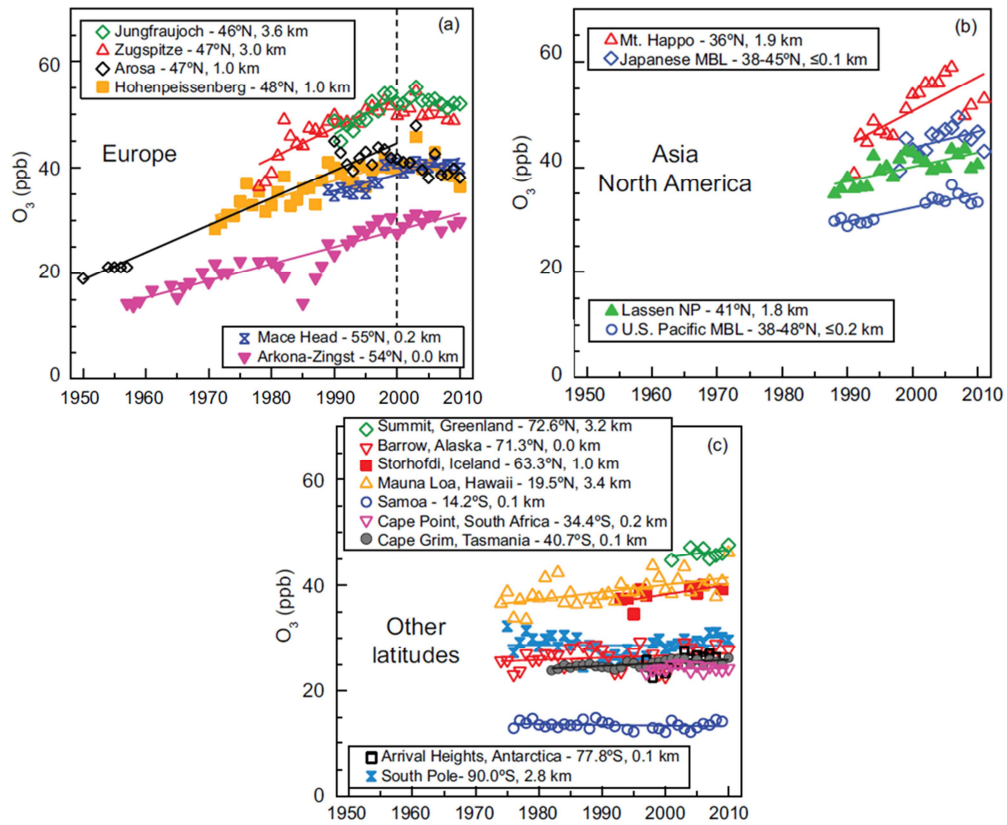 (a)
Jungfraujoch - 46ºN, 3.6 km
Zugspitze - 47ºN, 3.0 km
Arosa - 47ºN, 1.0 km
Hohenpeissenberg - 48ºN, 1.0 km
Europe
Mace Head - 55ºN, 0.2 km
Arkona-Zingst - 54ºN, 0.0 km
O3 (ppb)
60
40
20
0
1950 1960 1970 1980 1990 2000 2010
(b)
Mt. Happo - 36ºN, 1.9 km
Japanese MBL - 38-45ºN, ≤0.1 km
Asia
North America
Lassen NP - 41ºN, 1.8 km
U.S. Pacific MBL - 38-48ºN, ≤0.2 km
O3 (ppb)
60
40
20
0
1950 1960 1970 1980 1990 2000 2010
(c)
Summit, Greenland - 72.6ºN, 3.2 km
Barrow, Alaska - 71.3ºN, 0.0 km
Storhofdi, Iceland - 63.3ºN, 1.0 km
Mauna Loa, Hawaii - 19.5ºN, 3.4 km
Samoa - 14.2ºS, 0.1 km
Cape Point, South Africa - 34.4ºS, 0.2 km
Cape Grim, Tasmania - 40.7ºS, 0.1 km
Other
latitudes
Arrival Heights, Antarctica - 77.8ºS, 0.1 km
South Pole- 90.0ºS, 2.8 km
O3 (ppb)
60
40
20
0
1950 1960 1970 1980 1990 2000 2010